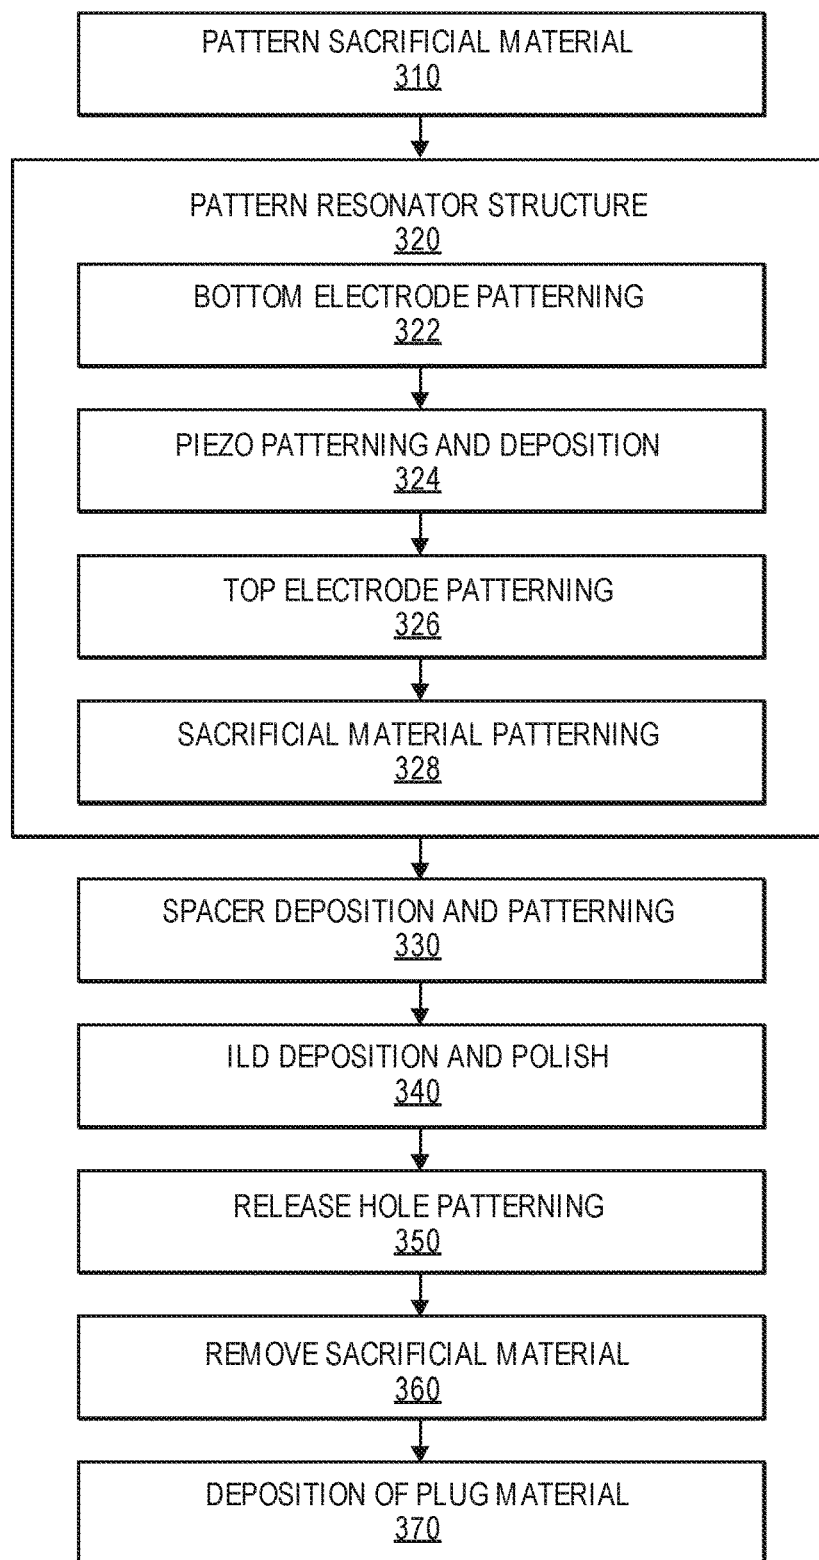 PATTERN SACRIFICIAL MATERIAL
310
PATTERN RESONATOR STRUCTURE
320
BOTTOM ELECTRODE PATTERNING
322
PIEZO PATTERNING AND DEPOSITION
324
TOP ELECTRODE PATTERNING
326
SACRIFICIAL MATERIAL PATTERNING
328
SPACER DEPOSITION AND PATTERNING
330
ILD DEPOSITION AND POLISH
340
RELEASE HOLE PATTERNING
350
REMOVE SACRIFICIAL MATERIAL
360
DEPOSITION OF PLUG MATERIAL
370